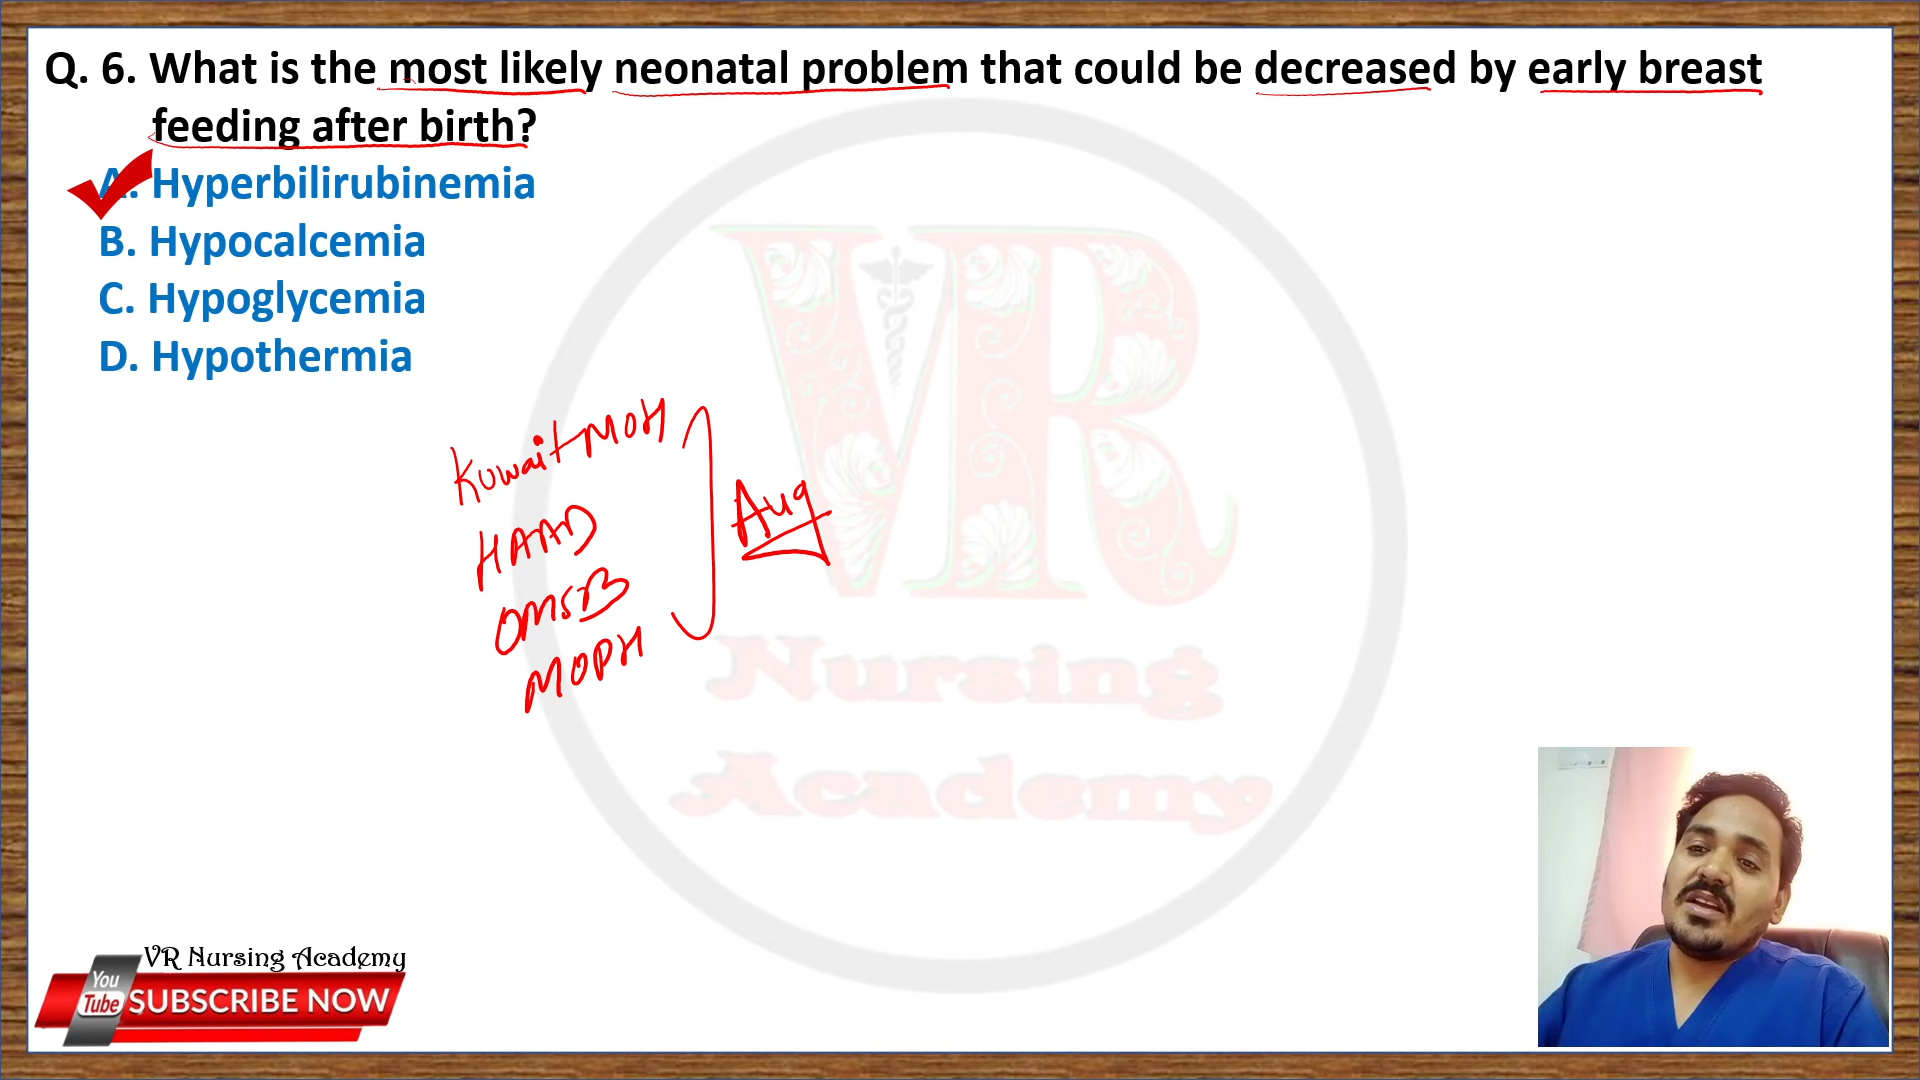 Q. 6. What is the most likely neonatal problem that could be decreased by early breast
feeding after birth?
A. Hyperbilirubinemia
B. Hypocalcemia
C. Hypoglycemia
D. Hypothermia
Kuwait MOH
HAAD
OMSB
MOPH
Aug
VR
Nursing
Academy
VR Nursing Academy
You
Tube
SUBSCRIBE NOW